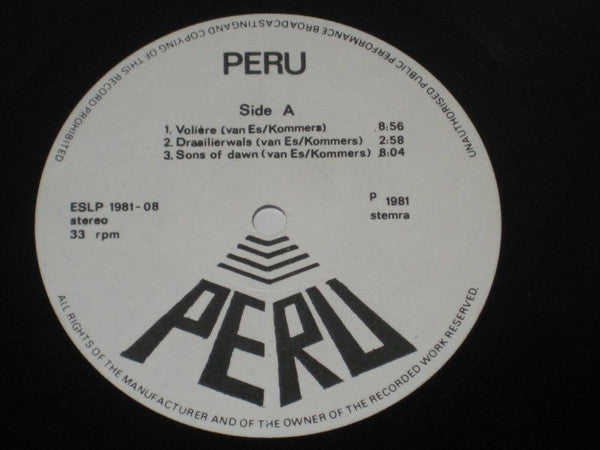 UNAUTHORISED PUBLIC PERFORMANCE BROADCASTING AND COPYING OF THIS RECORD PROHIBITED
PERU
Side A
1. Volière (van Es/Kommers) 8:56
2. Draailierwals (van Es/Kommers) 2:58
3. Sons of dawn (van Es/Kommers) 8:04
ESLP 1981-08
stereo
33 rpm
P 1981
stemra
PERU
ALL RIGHTS OF THE MANUFACTURER AND OF THE OWNER OF THE RECORDED WORK RESERVED.